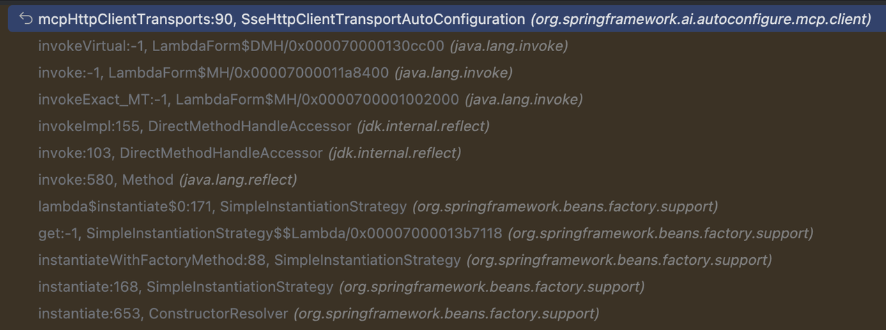 mcpHttpClientTransports:90, SseHttpClientTransportAutoConfiguration (org.springframework.ai.autoconfigure.mcp.client)
invokeVirtual:-1, LambdaForm$DMH/0x000070000130cc00 (java.lang.invoke)
invoke:-1, LambdaForm$MH/0x00007000011a8400 (java.lang.invoke)
invokeExact_MT:-1, LambdaForm$MH/0x0000700001002000 (java.lang.invoke)
invokeImpl:155, DirectMethodHandleAccessor (jdk.internal.reflect)
invoke:103, DirectMethodHandleAccessor (jdk.internal.reflect)
invoke:580, Method (java.lang.reflect)
lambda$instantiate$0:171, SimpleInstantiationStrategy (org.springframework.beans.factory.support)
get:-1, SimpleInstantiationStrategy$$Lambda/0x00007000013b7118 (org.springframework.beans.factory.support)
instantiateWithFactoryMethod:88, SimpleInstantiationStrategy (org.springframework.beans.factory.support)
instantiate:168, SimpleInstantiationStrategy (org.springframework.beans.factory.support)
instantiate:653, ConstructorResolver (org.springframework.beans.factory.support)